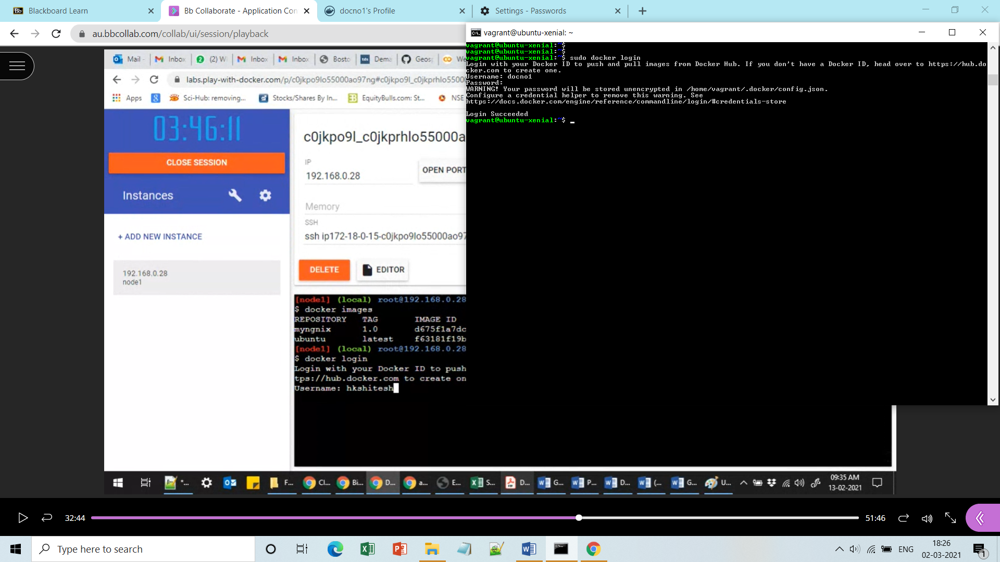 Blackboard Learn
Bb Collaborate - Application Con
docno1's Profile
Settings - Passwords
au.bbcollab.com/collab/ui/session/playback
vagrant@ubuntu-xenial: ~
vagrant@ubuntu-xenial:~$
vagrant@ubuntu-xenial:~$
vagrant@ubuntu-xenial:~$ sudo docker login
Login with your Docker ID to push and pull images from Docker Hub. If you don't have a Docker ID, head over to https://hub.do
cker.com to create one.
Username: docno1
Password:
WARNING! Your password will be stored unencrypted in /home/vagrant/.docker/config.json.
Configure a credential helper to remove this warning. See
https://docs.docker.com/engine/reference/commandline/login/#credentials-store
Login Succeeded
vagrant@ubuntu-xenial:~$
Mail - Inbox (2) W Inbox Inbox Bosto Dema Geos We
labs.play-with-docker.com/p/c0jkpo9lo55000ao97ng#c0jkpo9l_c0jkprhlo55000
Apps Sci-Hub: removing... Stocks/Shares By In... EquityBulls.com: St... NSE
03:46:11
CLOSE SESSION
Instances
+ ADD NEW INSTANCE
192.168.0.28
node1
c0jkpo9l_c0jkprhlo55000a
IP
192.168.0.28
OPEN PORT
Memory
SSH
ssh ip172-18-0-15-c0jkpo9lo55000ao97
DELETE
EDITOR
[node1] (local) root@192.168.0.28
$ docker images
REPOSITORY TAG IMAGE ID
myngnix 1.0 d675f1a7dc
ubuntu latest f63181f19b
[node1] (local) root@192.168.0.28
$ docker login
Login with your Docker ID to push
tps://hub.docker.com to create on
Username: hkshitesh
F... Cl... Bi... D... a... E... S... D... G... P... D... (... G... U...
09:35 AM
13-02-2021
32:44
51:46
Type here to search
ENG
18:26
02-03-2021
1